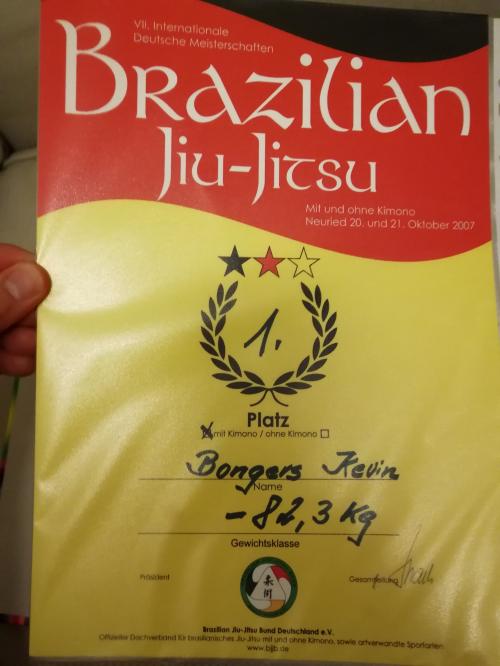 VII. Internationale
Deutsche Meisterschaften
BRAZILIAN
Jiu-Jitsu
Mit und ohne Kimono
Neuried 20. und 21. Oktober 2007
1.
Platz
mit Kimono / ohne Kimono
Bongers Kevin
Name
- 82,3 Kg
Gewichtsklasse
Präsident
Gesamtleitung
Brazilian Jiu-Jitsu Bund Deutschland e.V.
Offizieller Dachverband für brasilianisches Jiu-Jitsu mit und ohne Kimono, sowie artverwandte Sportarten
www.bjjb.de